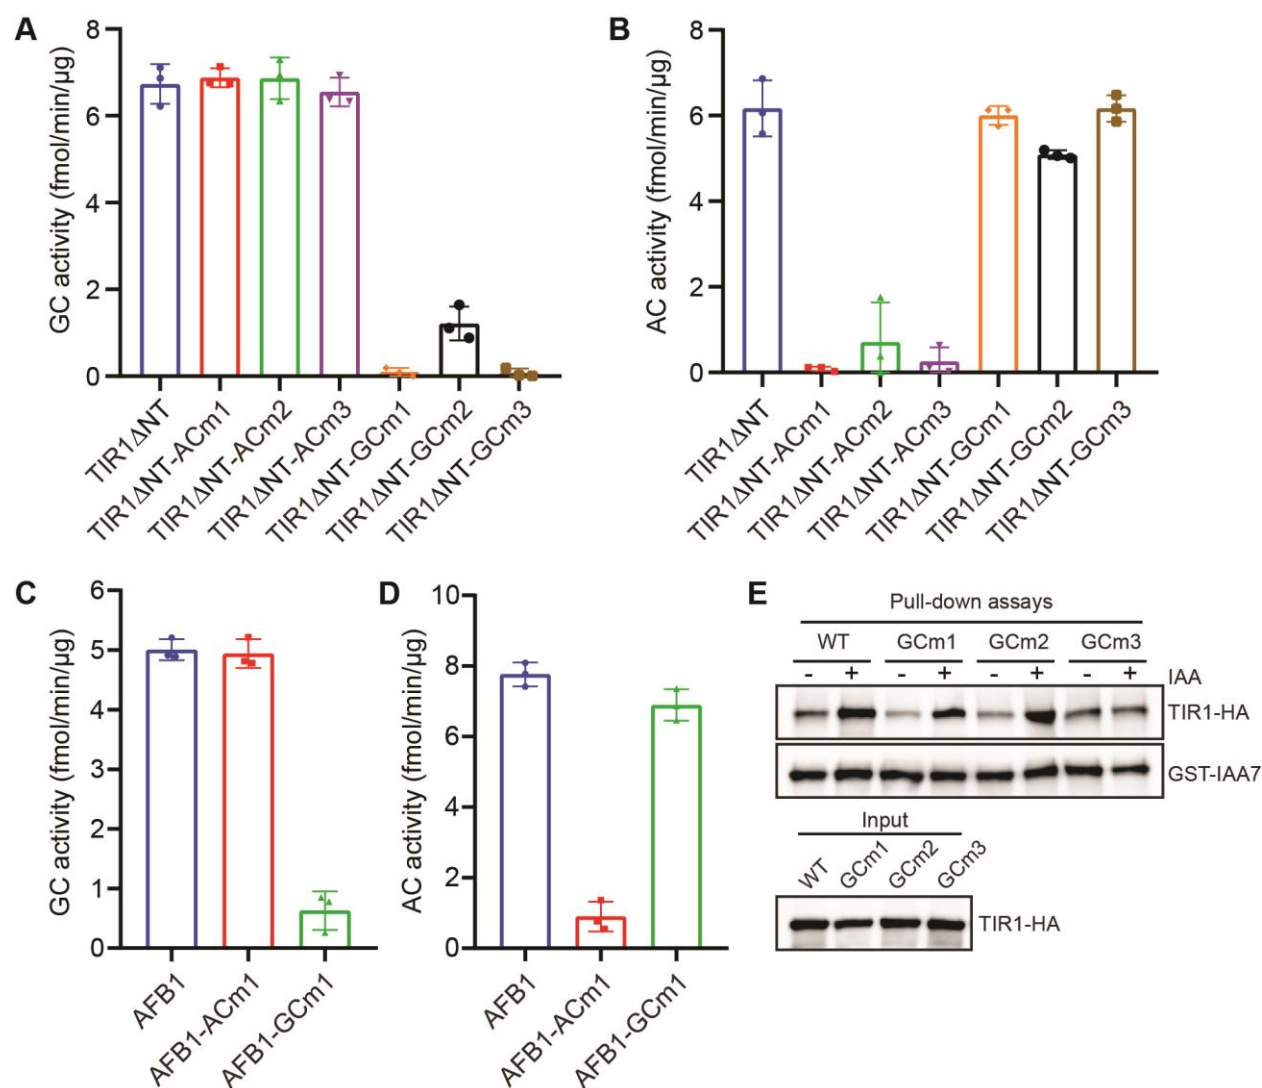 A
GC activity (fmol/min/µg)
8
6
4
2
0
TIR1ΔNT
TIR1ΔNT-ACm1
TIR1ΔNT-ACm2
TIR1ΔNT-ACm3
TIR1ΔNT-GCm1
TIR1ΔNT-GCm2
TIR1ΔNT-GCm3
B
AC activity (fmol/min/µg)
8
6
4
2
0
TIR1ΔNT
TIR1ΔNT-ACm1
TIR1ΔNT-ACm2
TIR1ΔNT-ACm3
TIR1ΔNT-GCm1
TIR1ΔNT-GCm2
TIR1ΔNT-GCm3
C
GC activity (fmol/min/µg)
6
5
4
3
2
1
0
AFB1
AFB1-ACm1
AFB1-GCm1
D
AC activity (fmol/min/µg)
10
8
6
4
2
0
AFB1
AFB1-ACm1
AFB1-GCm1
E
Pull-down assays
WT GCm1 GCm2 GCm3
- + - + - + - + IAA
TIR1-HA
GST-IAA7
Input
WT GCm1 GCm2 GCm3
TIR1-HA